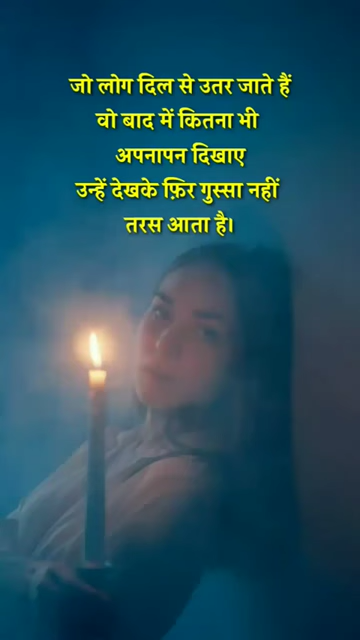 जो लोग दिल से उतर जाते हैं
वो बाद में कितना भी
अपनापन दिखाए
उन्हें देखके फ़िर गुस्सा नहीं
तरस आता है।